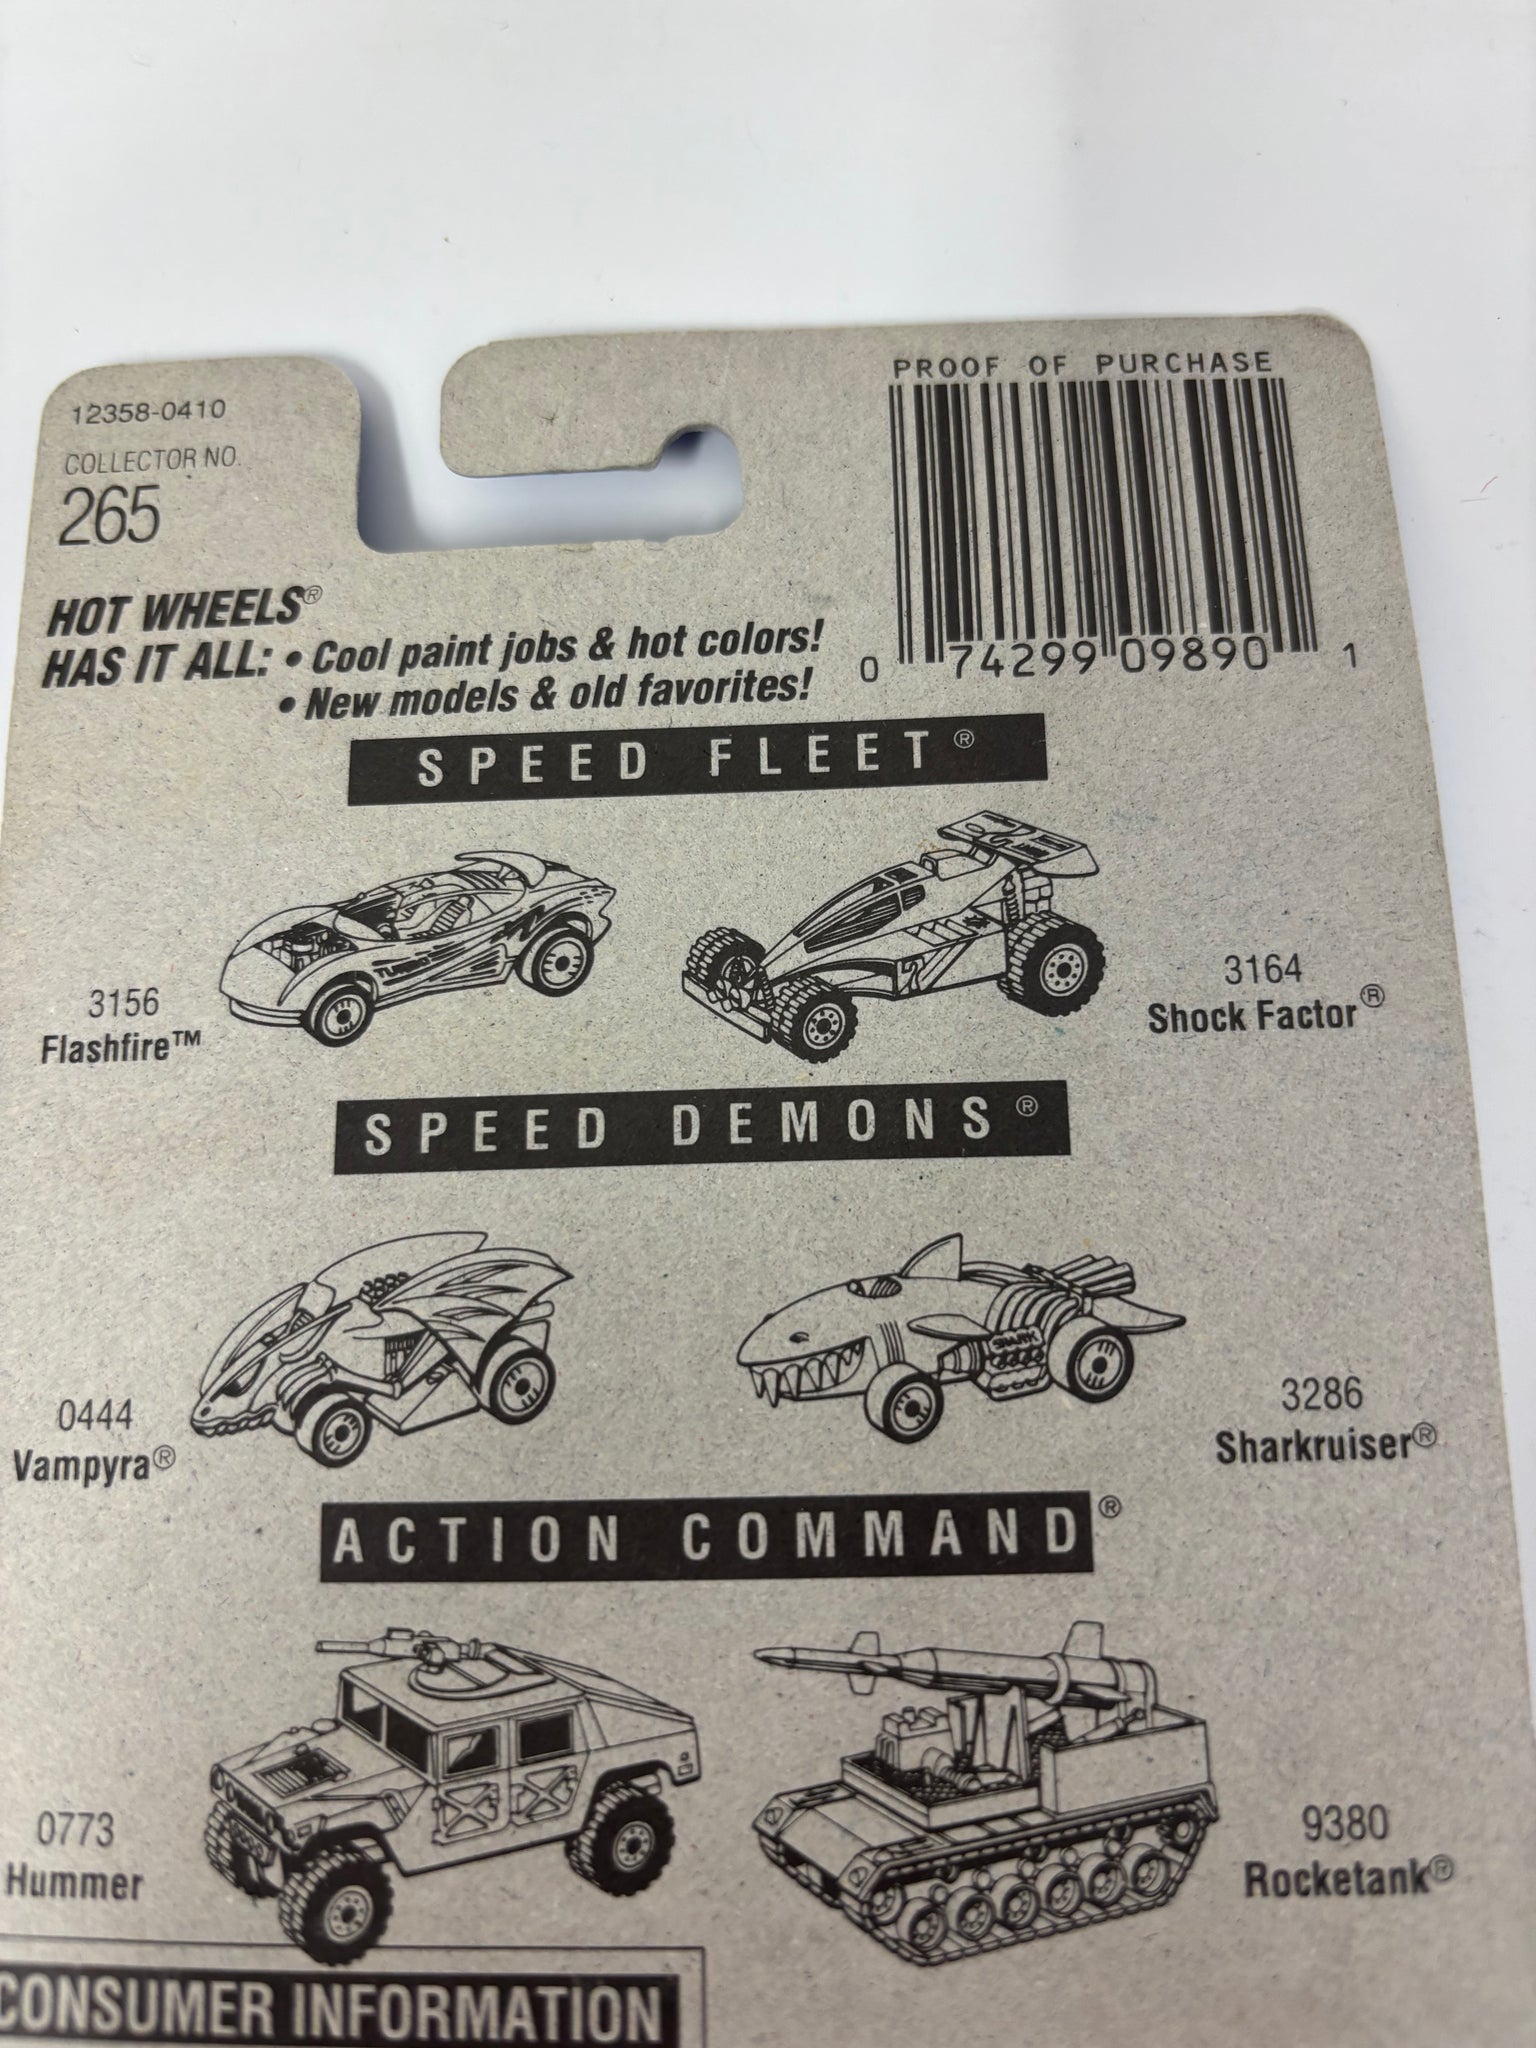 12358-0410
COLLECTOR NO.
265
PROOF OF PURCHASE
0 74299 09890 1
HOT WHEELS®
HAS IT ALL: • Cool paint jobs & hot colors!
• New models & old favorites!
SPEED FLEET®
TURBO
3156
Flashfire™
3164
Shock Factor®
SPEED DEMONS®
SHARK
0444
Vampyra®
3286
Sharkruiser®
ACTION COMMAND®
0773
Hummer
9380
Rocketank®
CONSUMER INFORMATION